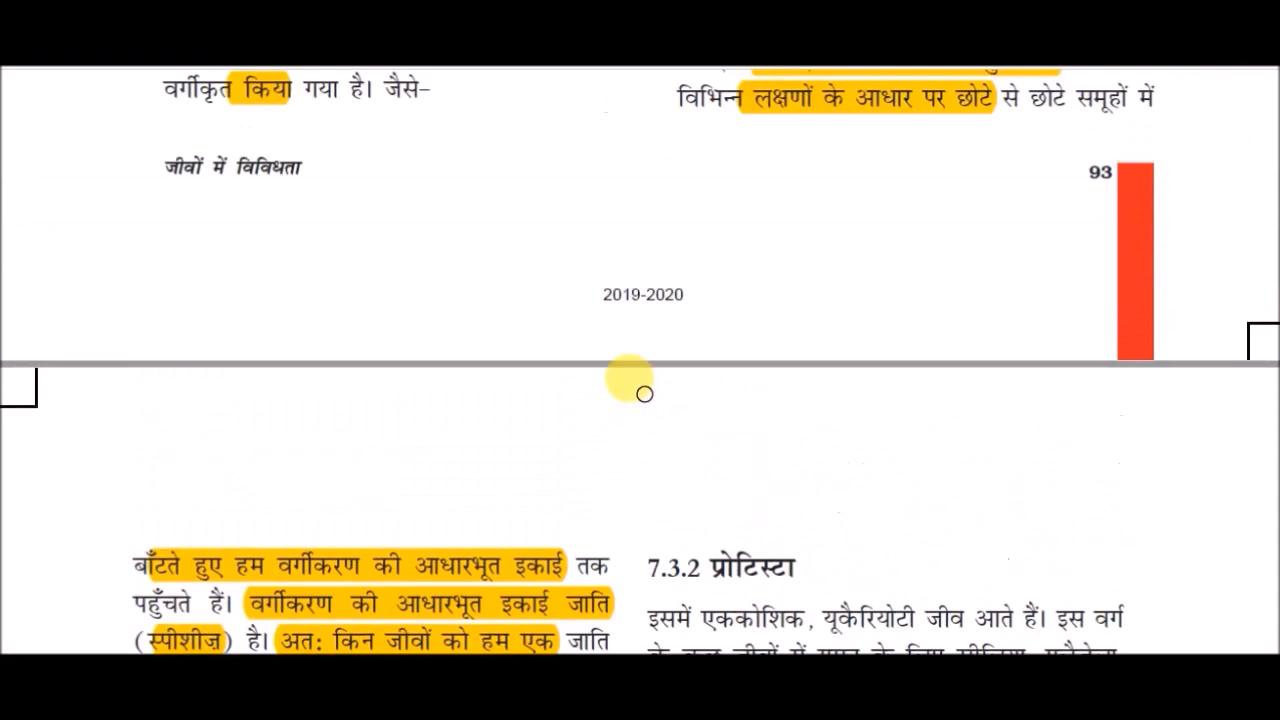 वर्गीकृत किया गया है। जैसे–
विभिन्न लक्षणों के आधार पर छोटे से छोटे समूहों में
जीवों में विविधता
93
2019-2020
बाँटते हुए हम वर्गीकरण की आधारभूत इकाई तक
पहुँचते हैं। वर्गीकरण की आधारभूत इकाई जाति
(स्पीशीज़) है। अत: किन जीवों को हम एक जाति
7.3.2 प्रोटिस्टा
इसमें एककोशिक, यूकैरियोटी जीव आते हैं। इस वर्ग